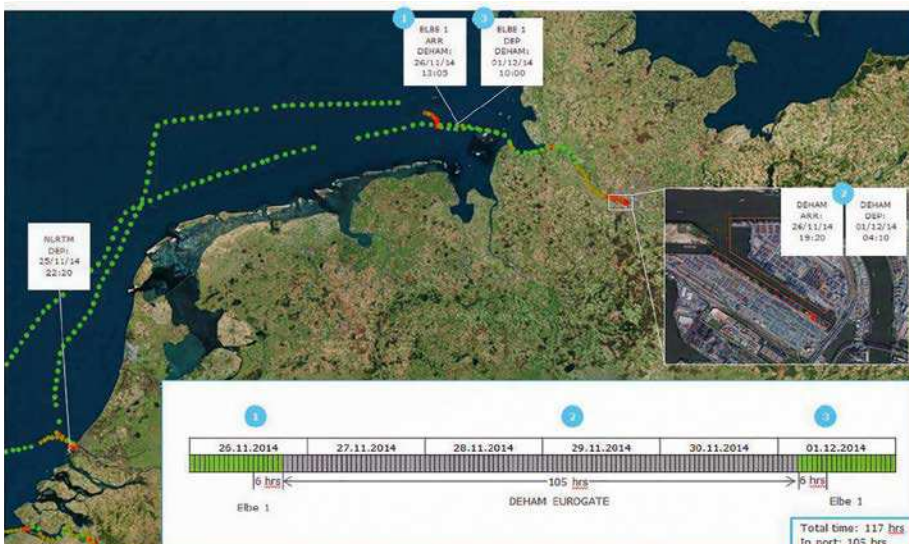 1
ELBE 1
ARR
DEHAM:
26/11/14
13:05
3
ELBE 1
DEP
DEHAM:
01/12/14
10:00
NLRTM
DEP:
25/11/14
22:20
2
DEHAM
ARR:
26/11/14
19:20
DEHAM
DEP:
01/12/14
04:10
1
2
3
26.11.2014
27.11.2014
28.11.2014
29.11.2014
30.11.2014
01.12.2014
6 hrs
105 hrs
6 hrs
Elbe 1
DEHAM EUROGATE
Elbe 1
Total time: 117 hrs
In port: 105 hrs